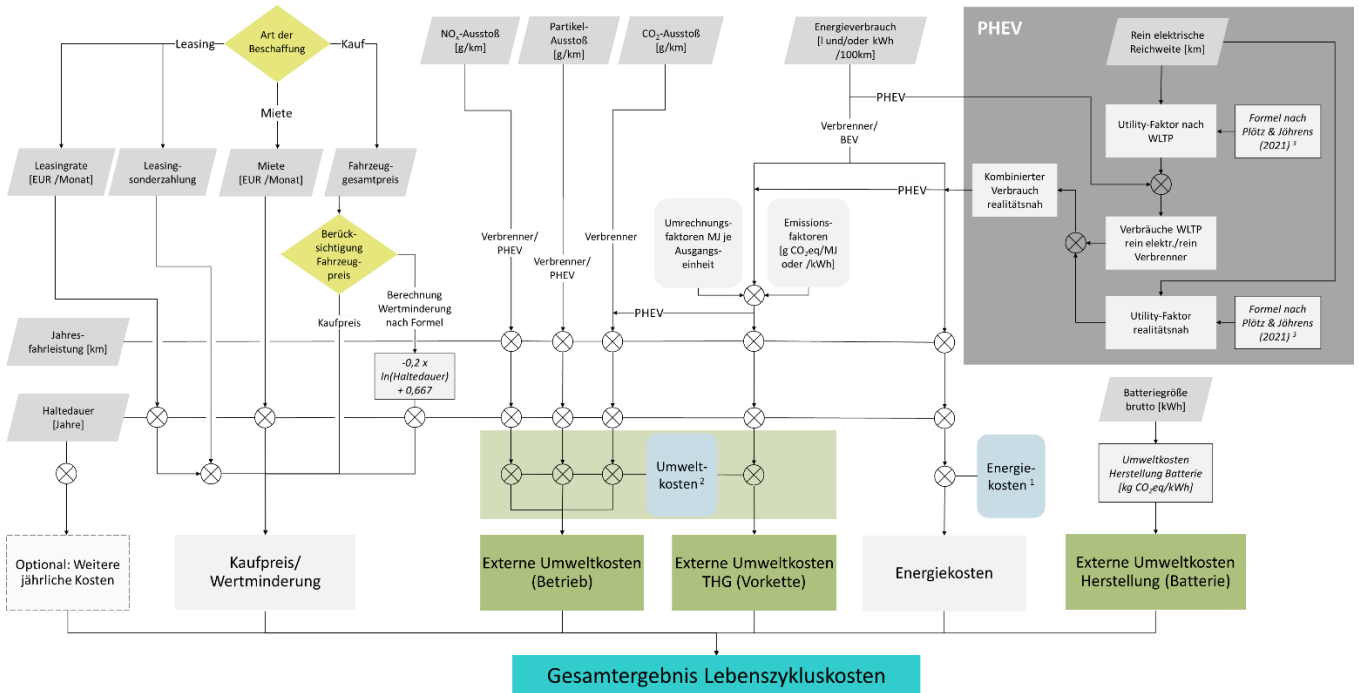 Art der
Beschaffung
Leasing
Kauf
Miete
NOx-Ausstoß
[g/km]
Partikel-
Ausstoß
[g/km]
CO2-Ausstoß
[g/km]
Energieverbrauch
[l und/oder kWh
/100km]
PHEV
Rein elektrische
Reichweite [km]
PHEV
Verbrenner/
BEV
Utility-Faktor nach
WLTP
Formel nach
Plötz & Jöhrens
(2021) 3
Leasingrate
[EUR /Monat]
Leasing-
sonderzahlung
Miete
[EUR /Monat]
Fahrzeug-
gesamtpreis
Kombinierter
Verbrauch
realitätsnah
PHEV
Verbräuche WLTP
rein elektr./rein
Verbrenner
Berück-
sichtigung
Fahrzeug-
preis
Verbrenner/
PHEV
Verbrenner/
PHEV
Verbrenner
Umrechnungs-
faktoren MJ je
Ausgangs-
einheit
Emissions-
faktoren
[g CO2eq/MJ
oder /kWh]
Berechnung
Wertminderung
nach Formel
Kaufpreis
PHEV
Utility-Faktor
realitätsnah
Formel nach
Plötz & Jöhrens
(2021) 3
Jahres-
fahrleistung [km]
-0,2 x
ln(Haltedauer)
+ 0,667
Haltedauer
[Jahre]
Batteriegröße
brutto [kWh]
Umwelt-
kosten 2
Energie-
kosten 1
Umweltkosten
Herstellung Batterie
[kg CO2eq/kWh]
Optional: Weitere
jährliche Kosten
Kaufpreis/
Wertminderung
Externe Umweltkosten
(Betrieb)
Externe Umweltkosten
THG (Vorkette)
Energiekosten
Externe Umweltkosten
Herstellung (Batterie)
Gesamtergebnis Lebenszykluskosten